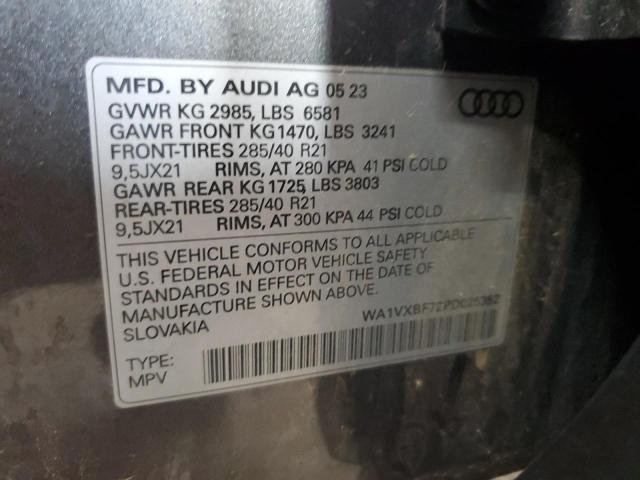 MFD. BY AUDI AG 05 23
GVWR KG 2985, LBS 6581
GAWR FRONT KG1470, LBS 3241
FRONT-TIRES 285/40 R21
9,5JX21 RIMS, AT 280 KPA 41 PSI COLD
GAWR REAR KG 1725, LBS 3803
REAR-TIRES 285/40 R21
9,5JX21 RIMS, AT 300 KPA 44 PSI COLD
THIS VEHICLE CONFORMS TO ALL APPLICABLE
U.S. FEDERAL MOTOR VEHICLE SAFETY
STANDARDS IN EFFECT ON THE DATE OF
MANUFACTURE SHOWN ABOVE.
SLOVAKIA
TYPE:
MPV